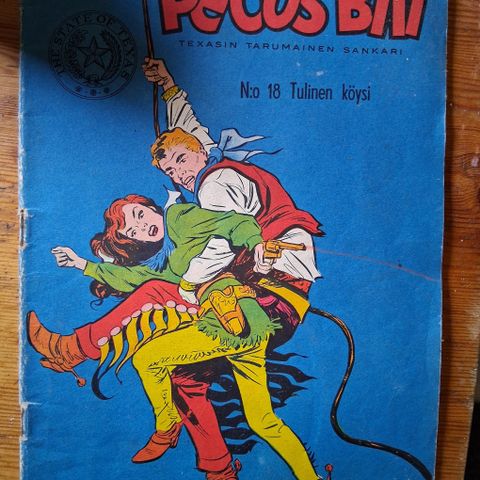 PECOS BILL
TEXASIN TARUMAINEN SANKARI
THE STATE OF TEXAS
N:o 18 Tulinen köysi